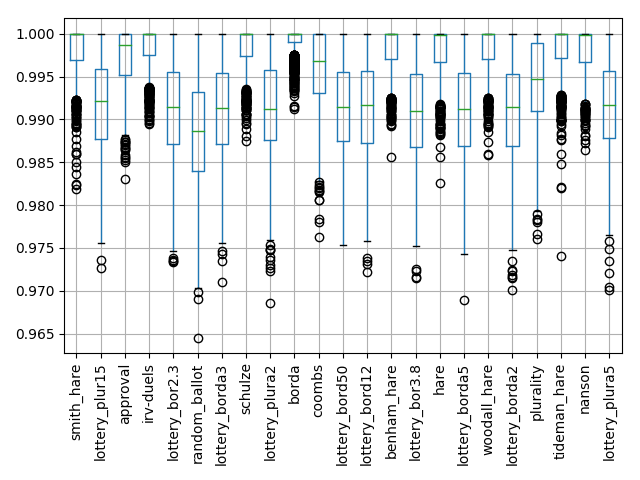 1.000
0.995
0.990
0.985
0.980
0.975
0.970
0.965
smith_hare
lottery_plur15
approval
irv-duels
lottery_bor2.3
random_ballot
lottery_borda3
schulze
lottery_plura2
borda
coombs
lottery_bord50
lottery_bord12
benham_hare
lottery_bor3.8
hare
lottery_borda5
woodall_hare
lottery_borda2
plurality
tideman_hare
nanson
lottery_plura5